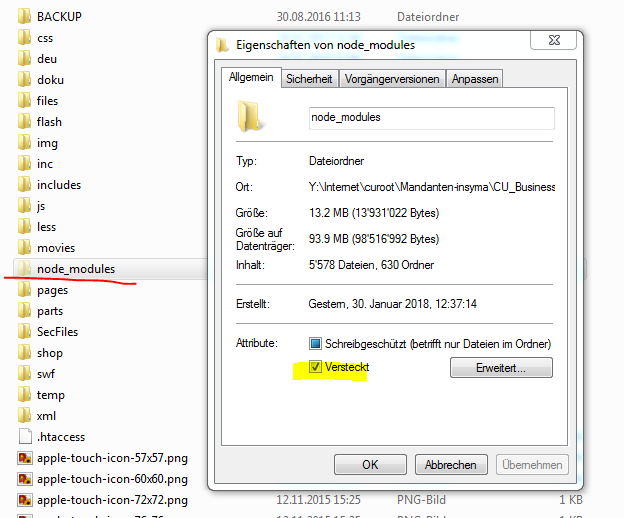 BACKUP 30.08.2016 11:13 Dateiordner
css
deu
doku
files
flash
img
inc
includes
js
less
movies
node_modules
pages
parts
SecFiles
shop
swf
temp
xml
.htaccess
apple-touch-icon-57x57.png
apple-touch-icon-60x60.png
apple-touch-icon-72x72.png 12.11.2015 15:25 PNG-Bild 1 KB
Eigenschaften von node_modules
Allgemein Sicherheit Vorgängerversionen Anpassen
node_modules
Typ: Dateiordner
Ort: Y:\Internet\curoot\Mandanten-insyma\CU_Business
Größe: 13.2 MB (13'931'022 Bytes)
Größe auf
Datenträger: 93.9 MB (98'516'992 Bytes)
Inhalt: 5'578 Dateien, 630 Ordner
Erstellt: Gestern, 30. Januar 2018, 12:37:14
Attribute: Schreibgeschützt (betrifft nur Dateien im Ordner)
Versteckt Erweitert...
OK Abbrechen Übernehmen